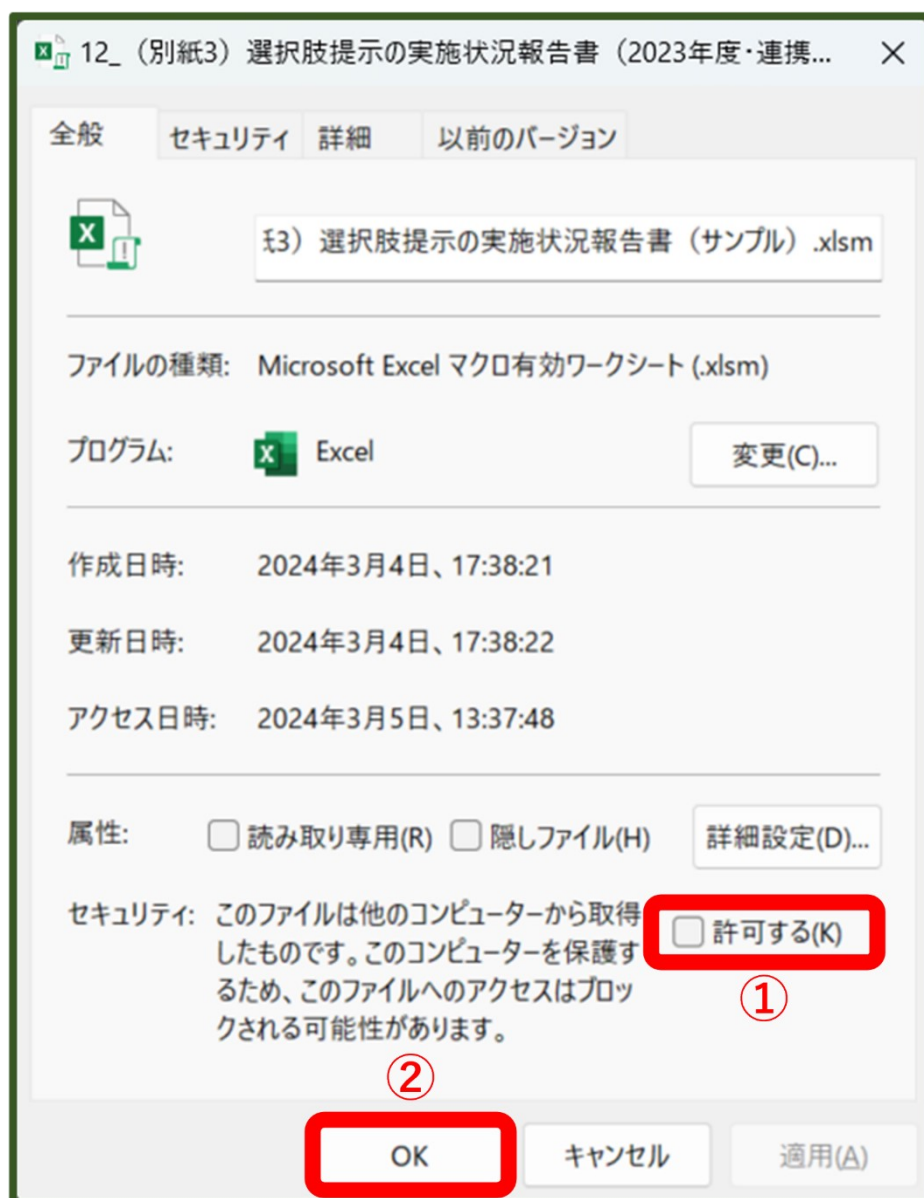 12_（別紙3）選択肢提示の実施状況報告書（2023年度・連携...
全般 セキュリティ 詳細 以前のバージョン
3）選択肢提示の実施状況報告書（サンプル）.xlsm
ファイルの種類: Microsoft Excel マクロ有効ワークシート (.xlsm)
プログラム: Excel 変更(C)...
作成日時: 2024年3月4日、17:38:21
更新日時: 2024年3月4日、17:38:22
アクセス日時: 2024年3月5日、13:37:48
属性: 読み取り専用(R) 隠しファイル(H) 詳細設定(D)...
セキュリティ: このファイルは他のコンピューターから取得
したものです。このコンピューターを保護す
るため、このファイルへのアクセスはブロッ
クされる可能性があります。
許可する(K)
①
②
OK キャンセル 適用(A)